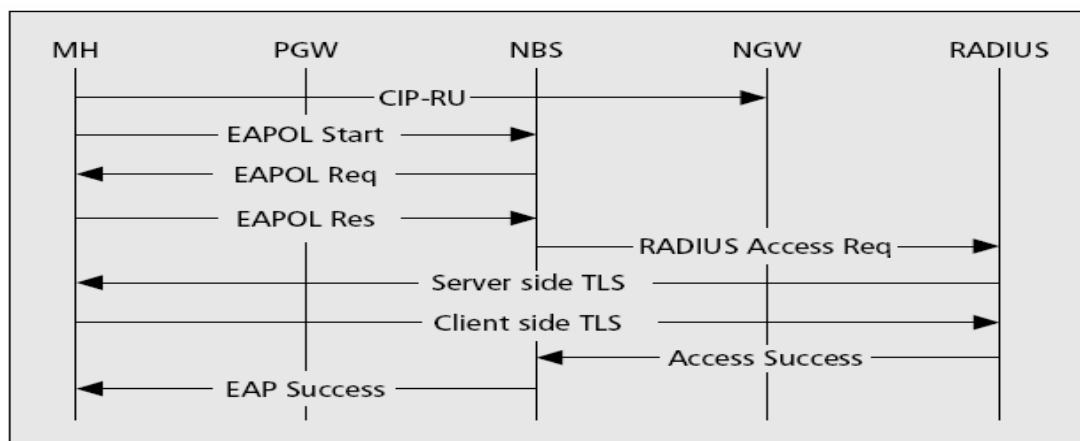 MH PGW NBS NGW RADIUS
CIP-RU
EAPOL Start
EAPOL Req
EAPOL Res
RADIUS Access Req
Server side TLS
Client side TLS
Access Success
EAP Success